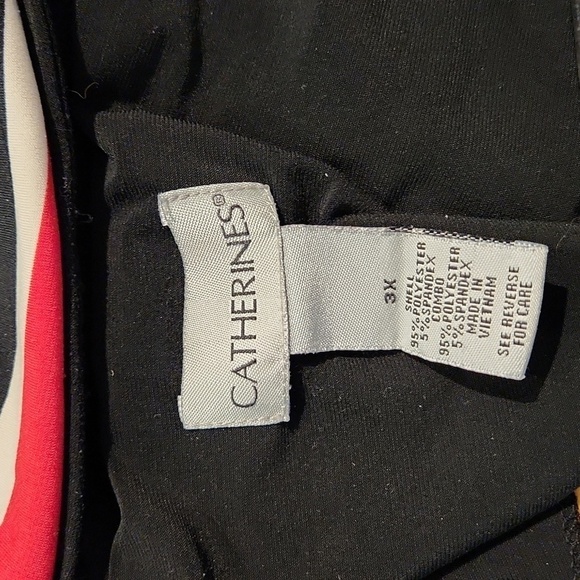 CATHERINES®
3X
SHELL
95% POLYESTER
5% SPANDEX
COMBO
95% POLYESTER
5% SPANDEX
MADE IN
VIETNAM
SEE REVERSE
FOR CARE